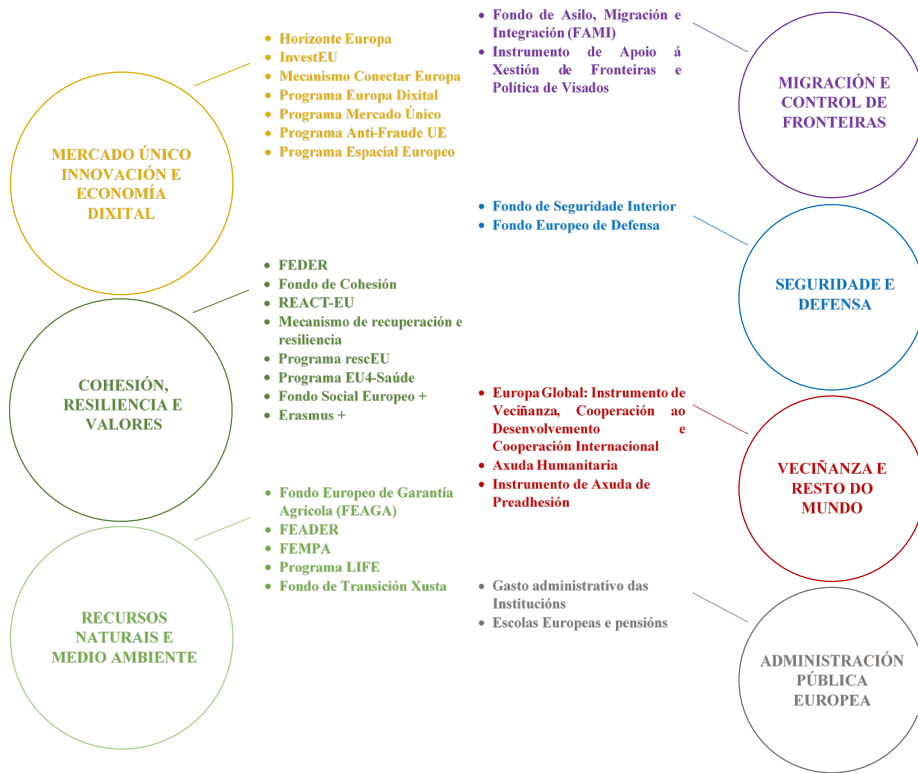 MERCADO ÚNICO
INNOVACIÓN E
ECONOMÍA
DIXITAL
• Horizonte Europa
• InvestEU
• Mecanismo Conectar Europa
• Programa Europa Dixital
• Programa Mercado Único
• Programa Anti-Fraude UE
• Programa Espacial Europeo
COHESIÓN,
RESILIENCIA E
VALORES
• FEDER
• Fondo de Cohesión
• REACT-EU
• Mecanismo de recuperación e
resiliencia
• Programa rescEU
• Programa EU4-Saúde
• Fondo Social Europeo +
• Erasmus +
RECURSOS
NATURAIS E
MEDIO AMBIENTE
• Fondo Europeo de Garantía
Agrícola (FEAGA)
• FEADER
• FEMPA
• Programa LIFE
• Fondo de Transición Xusta
• Fondo de Asilo, Migración e
Integración (FAMI)
• Instrumento de Apoio á
Xestión de Fronteiras e
Política de Visados
MIGRACIÓN E
CONTROL DE
FRONTEIRAS
• Fondo de Seguridade Interior
• Fondo Europeo de Defensa
SEGURIDADE E
DEFENSA
• Europa Global: Instrumento de
Veciñanza, Cooperación ao
Desenvolvemento e
Cooperación Internacional
• Axuda Humanitaria
• Instrumento de Axuda de
Preadhesión
VECIÑANZA E
RESTO DO
MUNDO
• Gasto administrativo das
Institucións
• Escolas Europeas e pensións
ADMINISTRACIÓN
PÚBLICA
EUROPEA